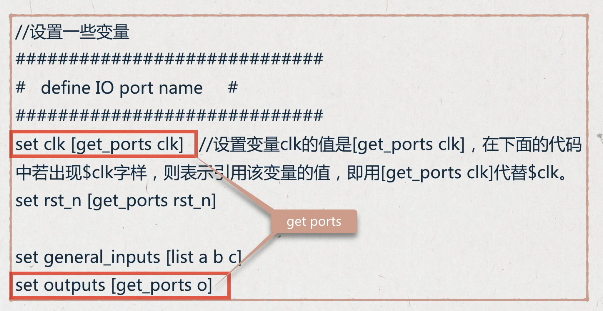 //设置一些变量
############################
# define IO port name #
############################
set clk [get_ports clk] //设置变量clk的值是[get_ports clk]，在下面的代码
中若出现$clk字样，则表示引用该变量的值，即用[get_ports clk]代替$clk。
set rst_n [get_ports rst_n]
get ports
set general_inputs [list a b c]
set outputs [get_ports o]